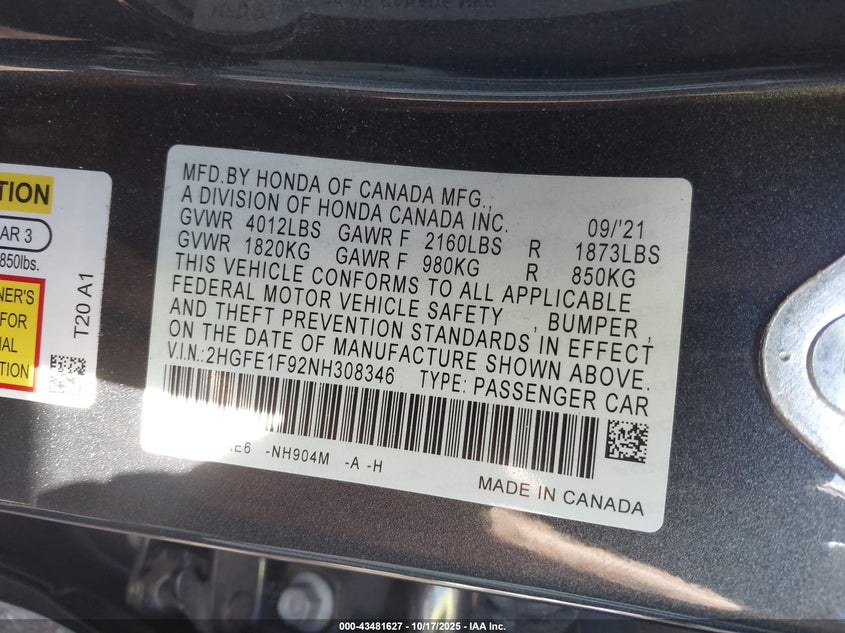 MFD.BY HONDA OF CANADA MFG.,
A DIVISION OF HONDA CANADA INC. 09/'21
GVWR 4012LBS GAWR F 2160LBS R 1873LBS
GVWR 1820KG GAWR F 980KG R 850KG
THIS VEHICLE CONFORMS TO ALL APPLICABLE
FEDERAL MOTOR VEHICLE SAFETY , BUMPER ,
AND THEFT PREVENTION STANDARDS IN EFFECT
ON THE DATE OF MANUFACTURE SHOWN ABOVE.
V.I.N.:2HGFE1F92NH308346 TYPE: PASSENGER CAR
E6 -NH904M -A -H
MADE IN CANADA
TION
AR 3
850lbs.
NER'S
FOR
NAL
TION
T20 A1
000-43481627 - 10/17/2025 - IAA Inc.